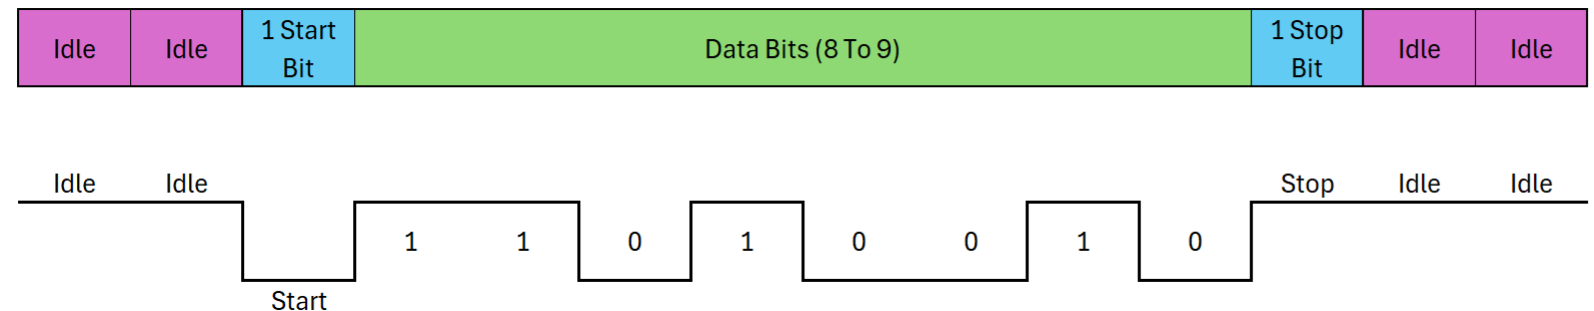 Idle Idle 1 Start Bit Data Bits (8 To 9) 1 Stop Bit Idle Idle
Idle Idle Stop Idle Idle
1 1 0 1 0 0 1 0
Start